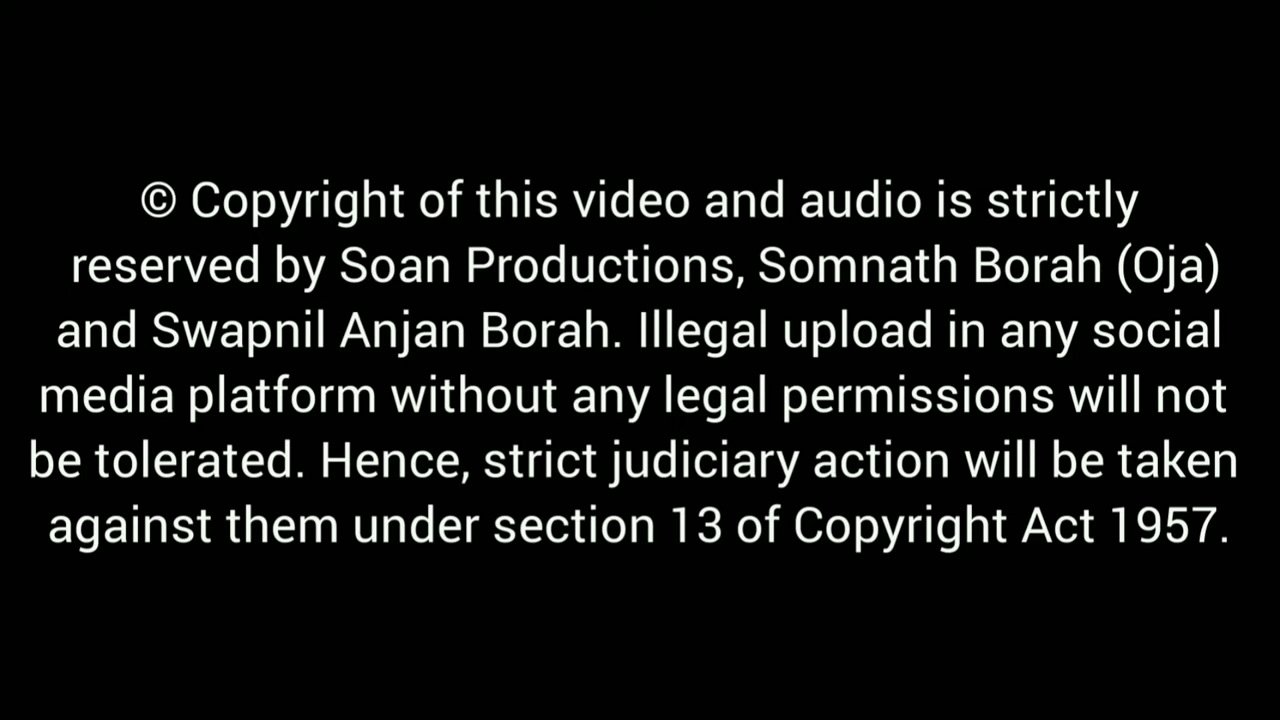 © Copyright of this video and audio is strictly
reserved by Soan Productions, Somnath Borah (Oja)
and Swapnil Anjan Borah. Illegal upload in any social
media platform without any legal permissions will not
be tolerated. Hence, strict judiciary action will be taken
against them under section 13 of Copyright Act 1957.